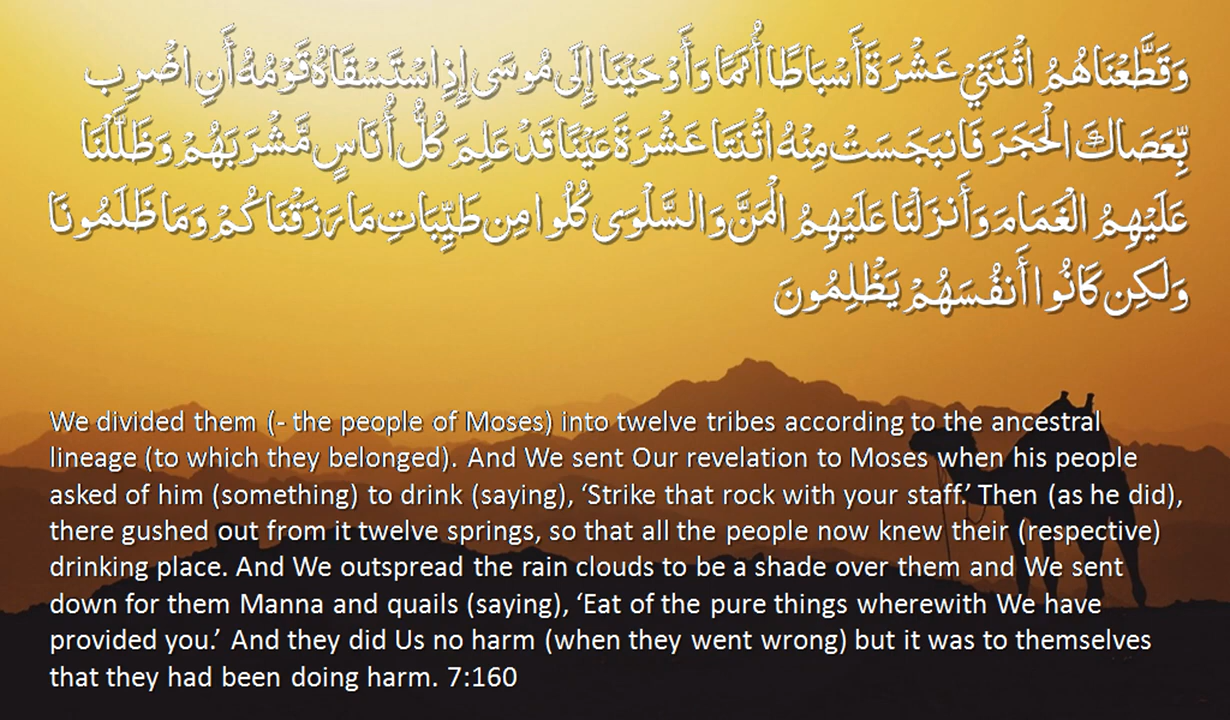 وَقَطَّعْنَاهُمُ اثْنَتَيْ عَشْرَةَ أَسْبَاطًا أُمَمًا وَأَوْحَيْنَا إِلَى مُوسَى إِذِ اسْتَسْقَاهُ قَوْمُهُ أَنِ اضْرِب
بِّعَصَاكَ الْحَجَرَ فَانبَجَسَتْ مِنْهُ اثْنَتَا عَشْرَةَ عَيْنًا قَدْ عَلِمَ كُلُّ أُنَاسٍ مَّشْرَبَهُمْ وَظَلَّلْنَا
عَلَيْهِمُ الْغَمَامَ وَأَنزَلْنَا عَلَيْهِمُ الْمَنَّ وَالسَّلْوَى كُلُوا مِن طَيِّبَاتِ مَا رَزَقْنَاكُمْ وَمَا ظَلَمُونَا
وَلَكِن كَانُوا أَنفُسَهُمْ يَظْلِمُونَ
We divided them (- the people of Moses) into twelve tribes according to the ancestral
lineage (to which they belonged). And We sent Our revelation to Moses when his people
asked of him (something) to drink (saying), ‘Strike that rock with your staff.’ Then (as he did),
there gushed out from it twelve springs, so that all the people now knew their (respective)
drinking place. And We outspread the rain clouds to be a shade over them and We sent
down for them Manna and quails (saying), ‘Eat of the pure things wherewith We have
provided you.’ And they did Us no harm (when they went wrong) but it was to themselves
that they had been doing harm. 7:160